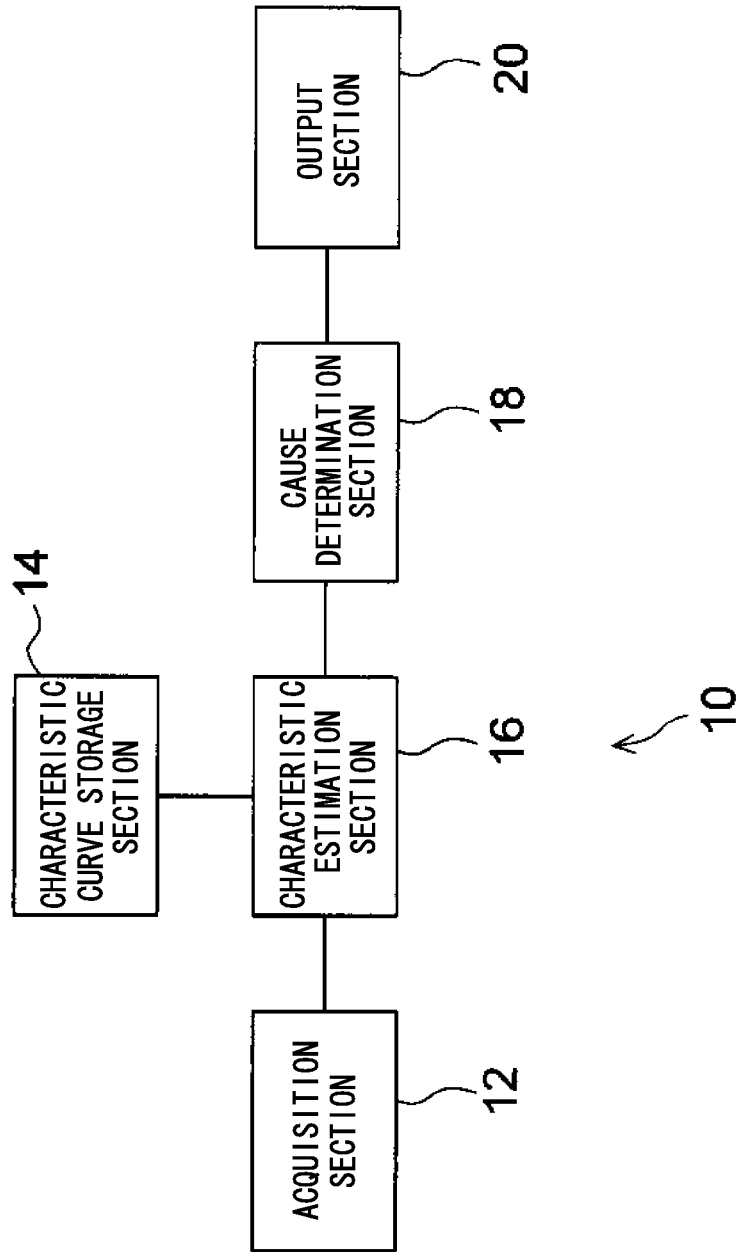 CHARACTERISTIC
CURVE STORAGE
SECTION
14
ACQUISITION
SECTION
12
CHARACTERISTIC
ESTIMATION
SECTION
16
CAUSE
DETERMINATION
SECTION
18
OUTPUT
SECTION
20
10